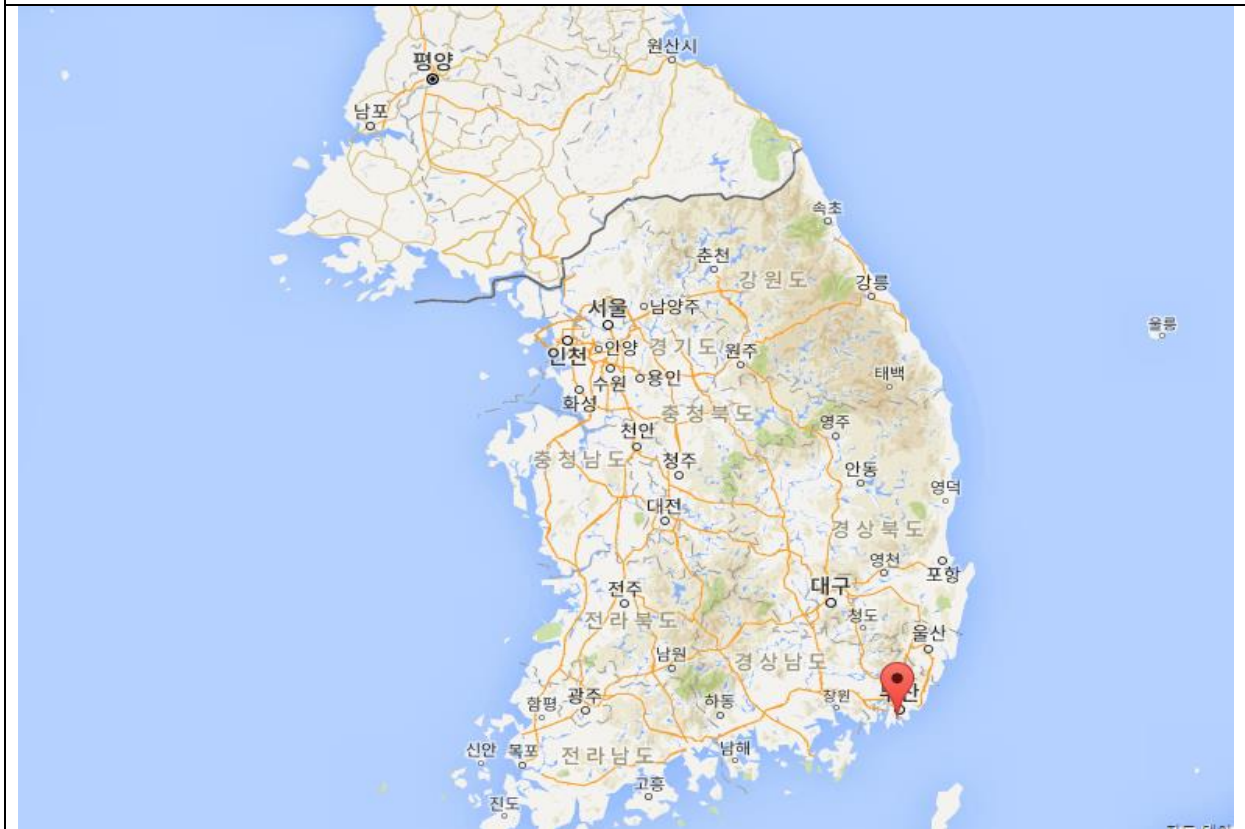 원산시
평양
남포
속초
춘천
강원도
강릉
서울
남양주
울릉
인천
안양
경기도
원주
수원
용인
태백
화성
충청북도
영주
천안
충청남도
청주
안동
영덕
대전
경상북도
영천
포항
전주
대구
전라북도
청도
울산
남원
경상남도
함평
광주
하동
창원
신안
목포
전라남도
남해
고흥
진도